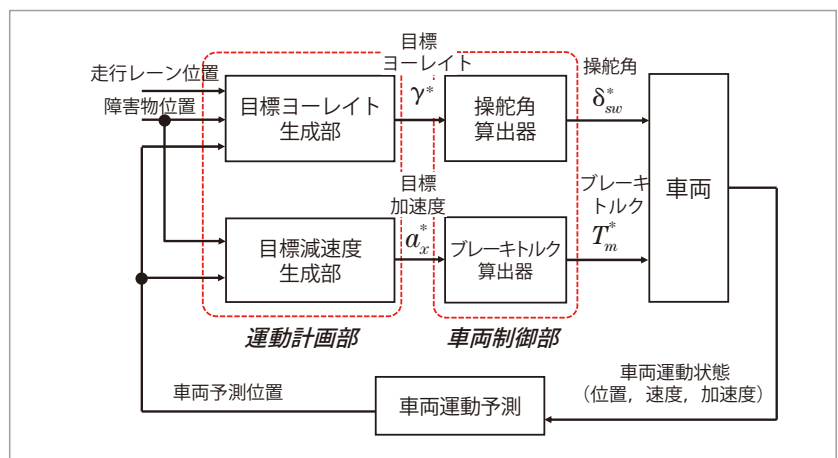 走行レーン位置
障害物位置
目標ヨーレイト
生成部
目標
ヨーレイト
γ*
操舵角
算出器
操舵角
δ*sw
車両
目標減速度
生成部
目標
加速度
a*x
ブレーキトルク
算出器
ブレーキ
トルク
T*m
運動計画部
車両制御部
車両予測位置
車両運動予測
車両運動状態
（位置，速度，加速度）